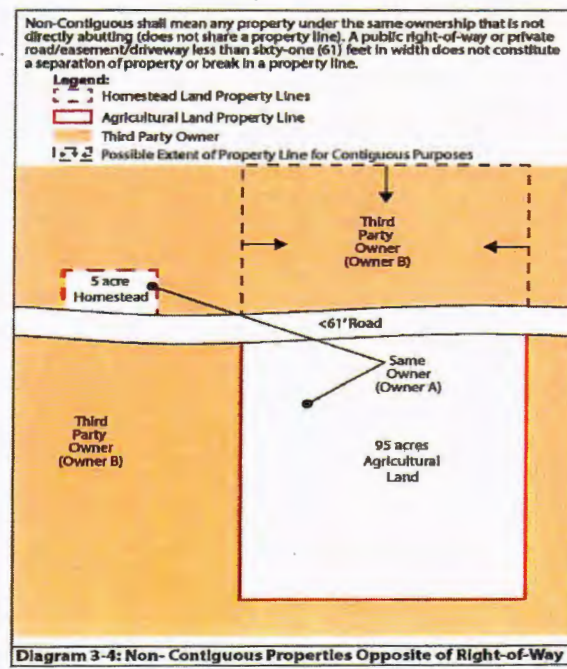 Non-Contiguous shall mean any property under the same ownership that is not
directly abutting (does not share a property line). A public right-of-way or private
road/easement/driveway less than sixty-one (61) feet in width does not constitute
a separation of property or break in a property line.
Legend:
Homestead Land Property Lines
Agricultural Land Property Line
Third Party Owner
Possible Extent of Property Line for Contiguous Purposes
Third
Party
Owner
(Owner B)
5 acre
Homestead
<61' Road
Same
Owner
(Owner A)
Third
Party
Owner
(Owner B)
95 acres
Agricultural
Land
Diagram 3-4: Non- Contiguous Properties Opposite of Right-of-Way